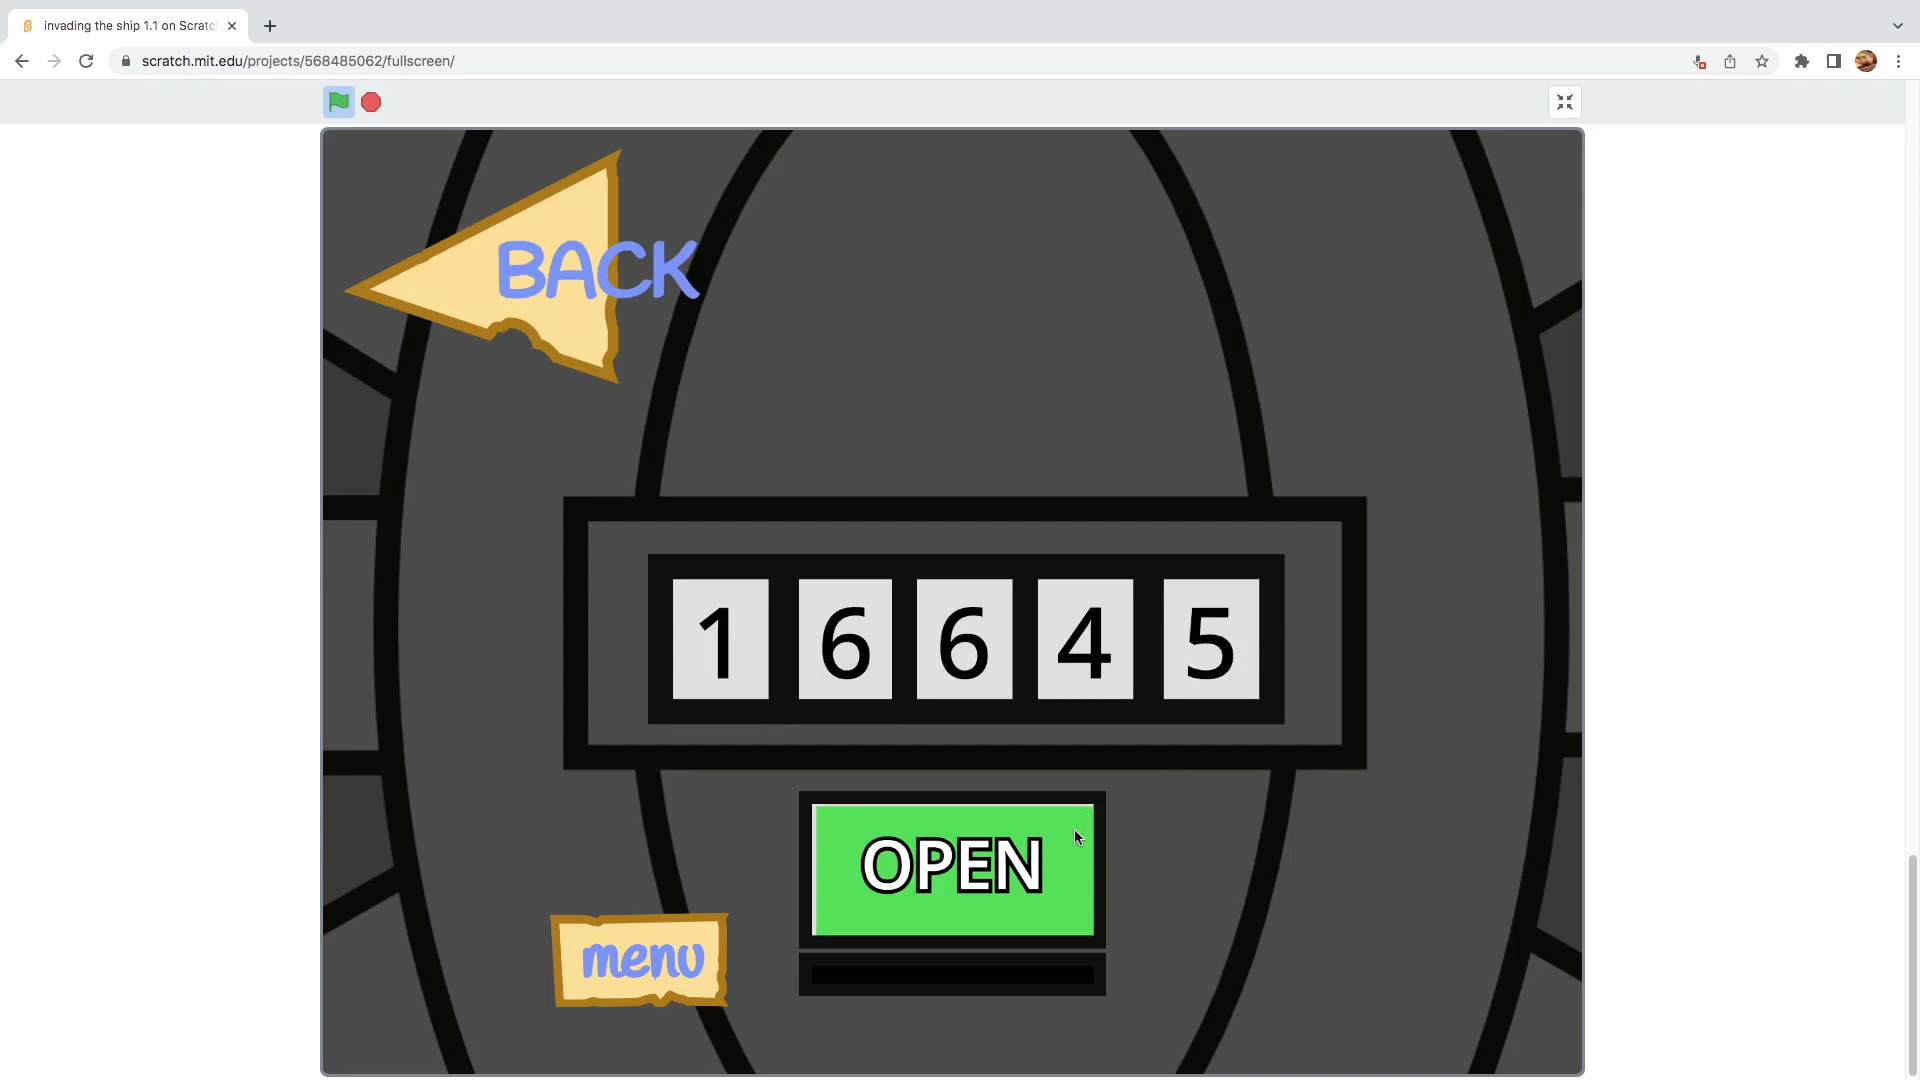 invading the ship 1.1 on Scratc
scratch.mit.edu/projects/568485062/fullscreen/
BACK
1 6 6 4 5
OPEN
menu